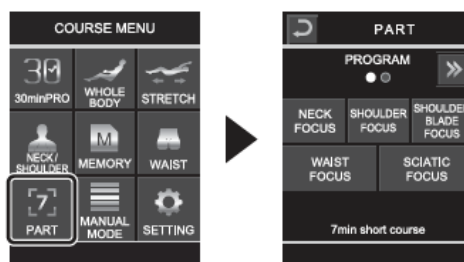 COURSE MENU
30
30minPRO
WHOLE
BODY
STRETCH
NECK/
SHOULDER
M
MEMORY
WAIST
7
PART
MANUAL
MODE
SETTING
PART
PROGRAM
NECK
FOCUS
SHOULDER
FOCUS
SHOULDER
BLADE
FOCUS
WAIST
FOCUS
SCIATIC
FOCUS
7min short course